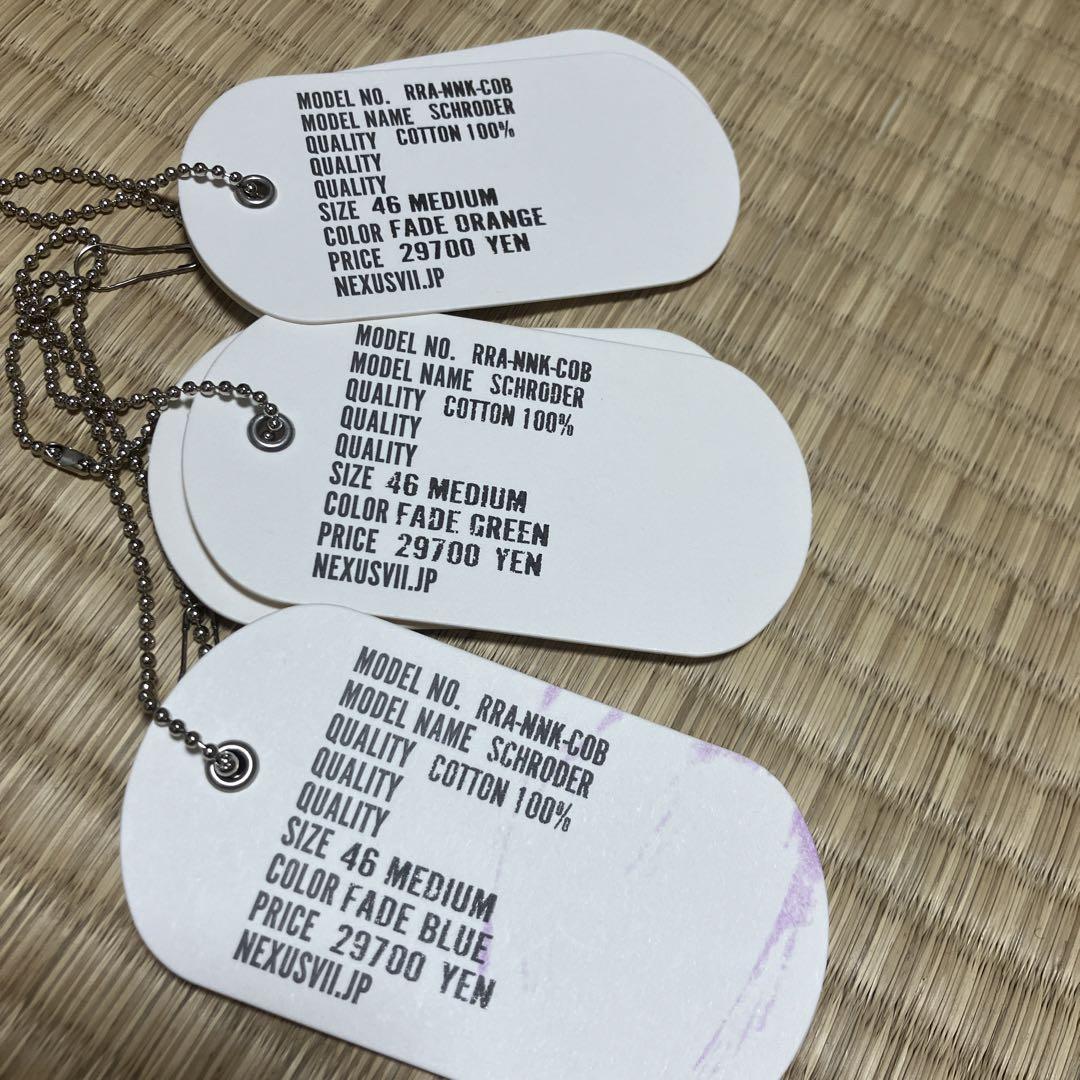 MODEL NO. RRA-NNK-COB
MODEL NAME SCHRODER
QUALITY COTTON 100%
QUALITY
QUALITY
SIZE 46 MEDIUM
COLOR FADE ORANGE
PRICE 29700 YEN
NEXUSVII.JP
MODEL NO. RRA-NNK-COB
MODEL NAME SCHRODER
QUALITY COTTON 100%
QUALITY
QUALITY
SIZE 46 MEDIUM
COLOR FADE GREEN
PRICE 29700 YEN
NEXUSVII.JP
MODEL NO. RRA-NNK-COB
MODEL NAME SCHRODER
QUALITY COTTON 100%
QUALITY
QUALITY
SIZE 46 MEDIUM
COLOR FADE BLUE
PRICE 29700 YEN
NEXUSVII.JP